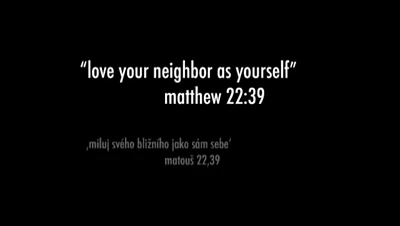 “love your neighbor as yourself”
matthew 22:39
‚miluj svého bližního jako sám sebe‘
matouš 22,39